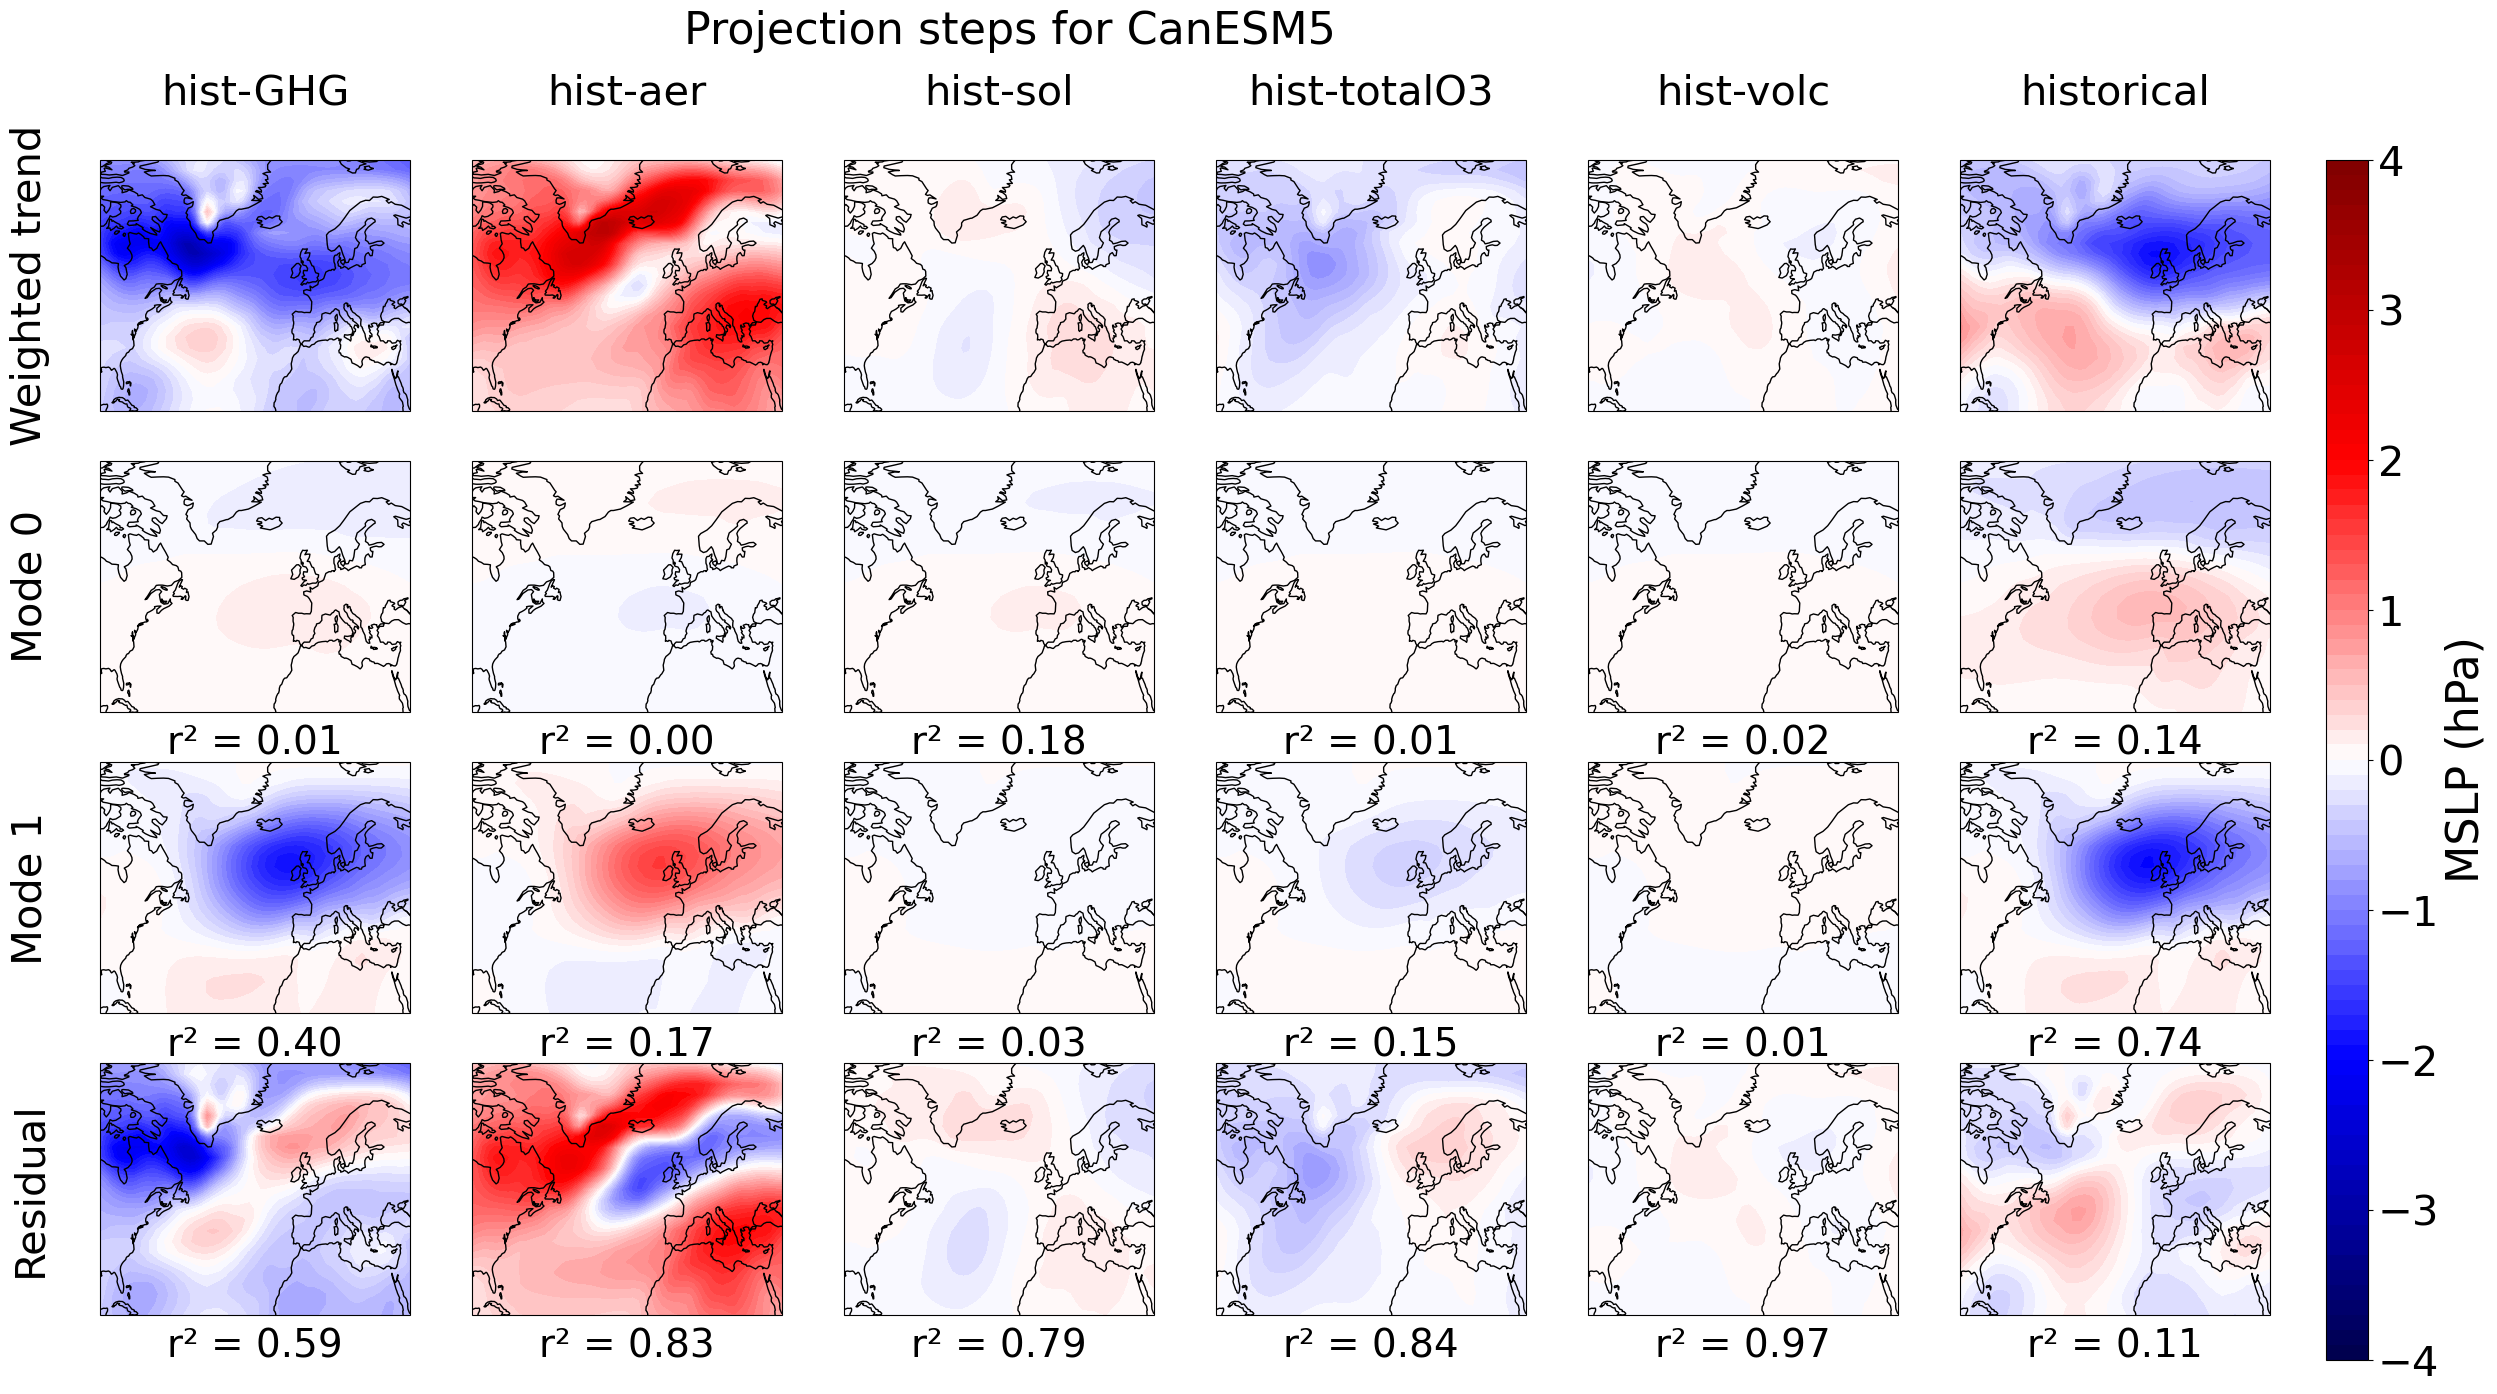 Projection steps for CanESM5
hist-GHG
hist-aer
hist-sol
hist-totalO3
hist-volc
historical
Weighted trend
Mode 0
r² = 0.01
r² = 0.00
r² = 0.18
r² = 0.01
r² = 0.02
r² = 0.14
Mode 1
r² = 0.40
r² = 0.17
r² = 0.03
r² = 0.15
r² = 0.01
r² = 0.74
Residual
r² = 0.59
r² = 0.83
r² = 0.79
r² = 0.84
r² = 0.97
r² = 0.11
4
3
2
1
0
−1
−2
−3
−4
MSLP (hPa)